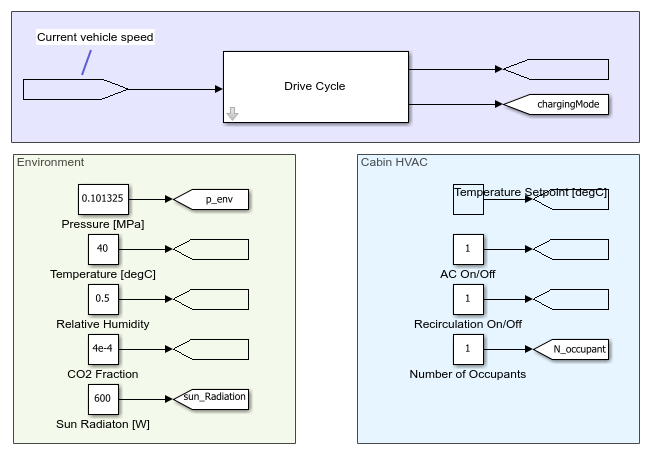 Current vehicle speed
Drive Cycle
chargingMode
Environment
0.101325
p_env
Pressure [MPa]
40
Temperature [degC]
0.5
Relative Humidity
4e-4
CO2 Fraction
600
sun_Radiation
Sun Radiaton [W]
Cabin HVAC
Temperature Setpoint [degC]
1
AC On/Off
1
Recirculation On/Off
1
N_occupant
Number of Occupants